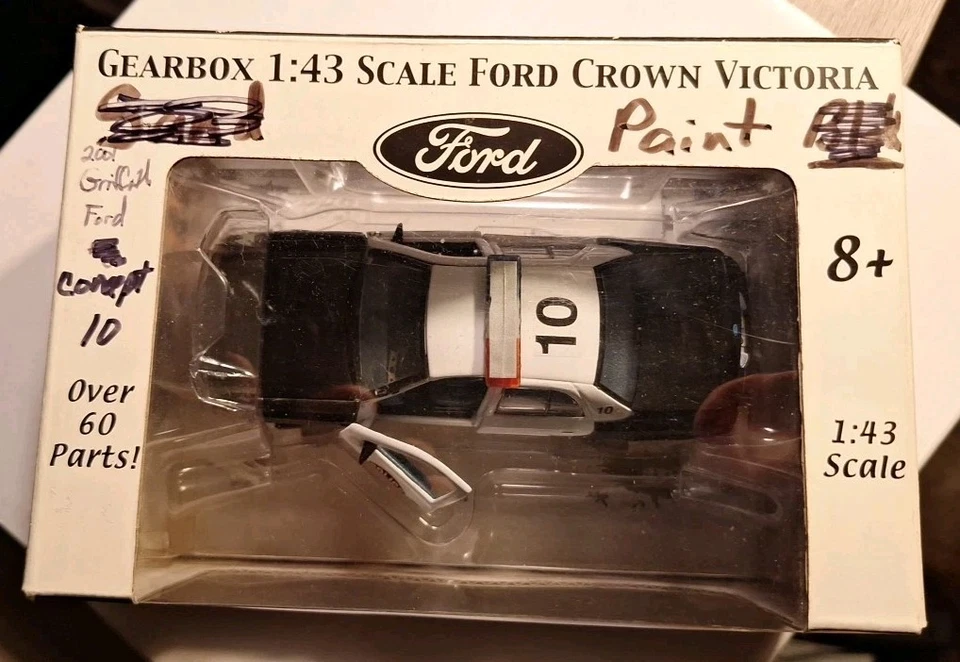 GEARBOX 1:43 SCALE FORD CROWN VICTORIA
Ford
Paint
2001
Ford
concept
10
Over
60
Parts!
10
10
8+
1:43
Scale